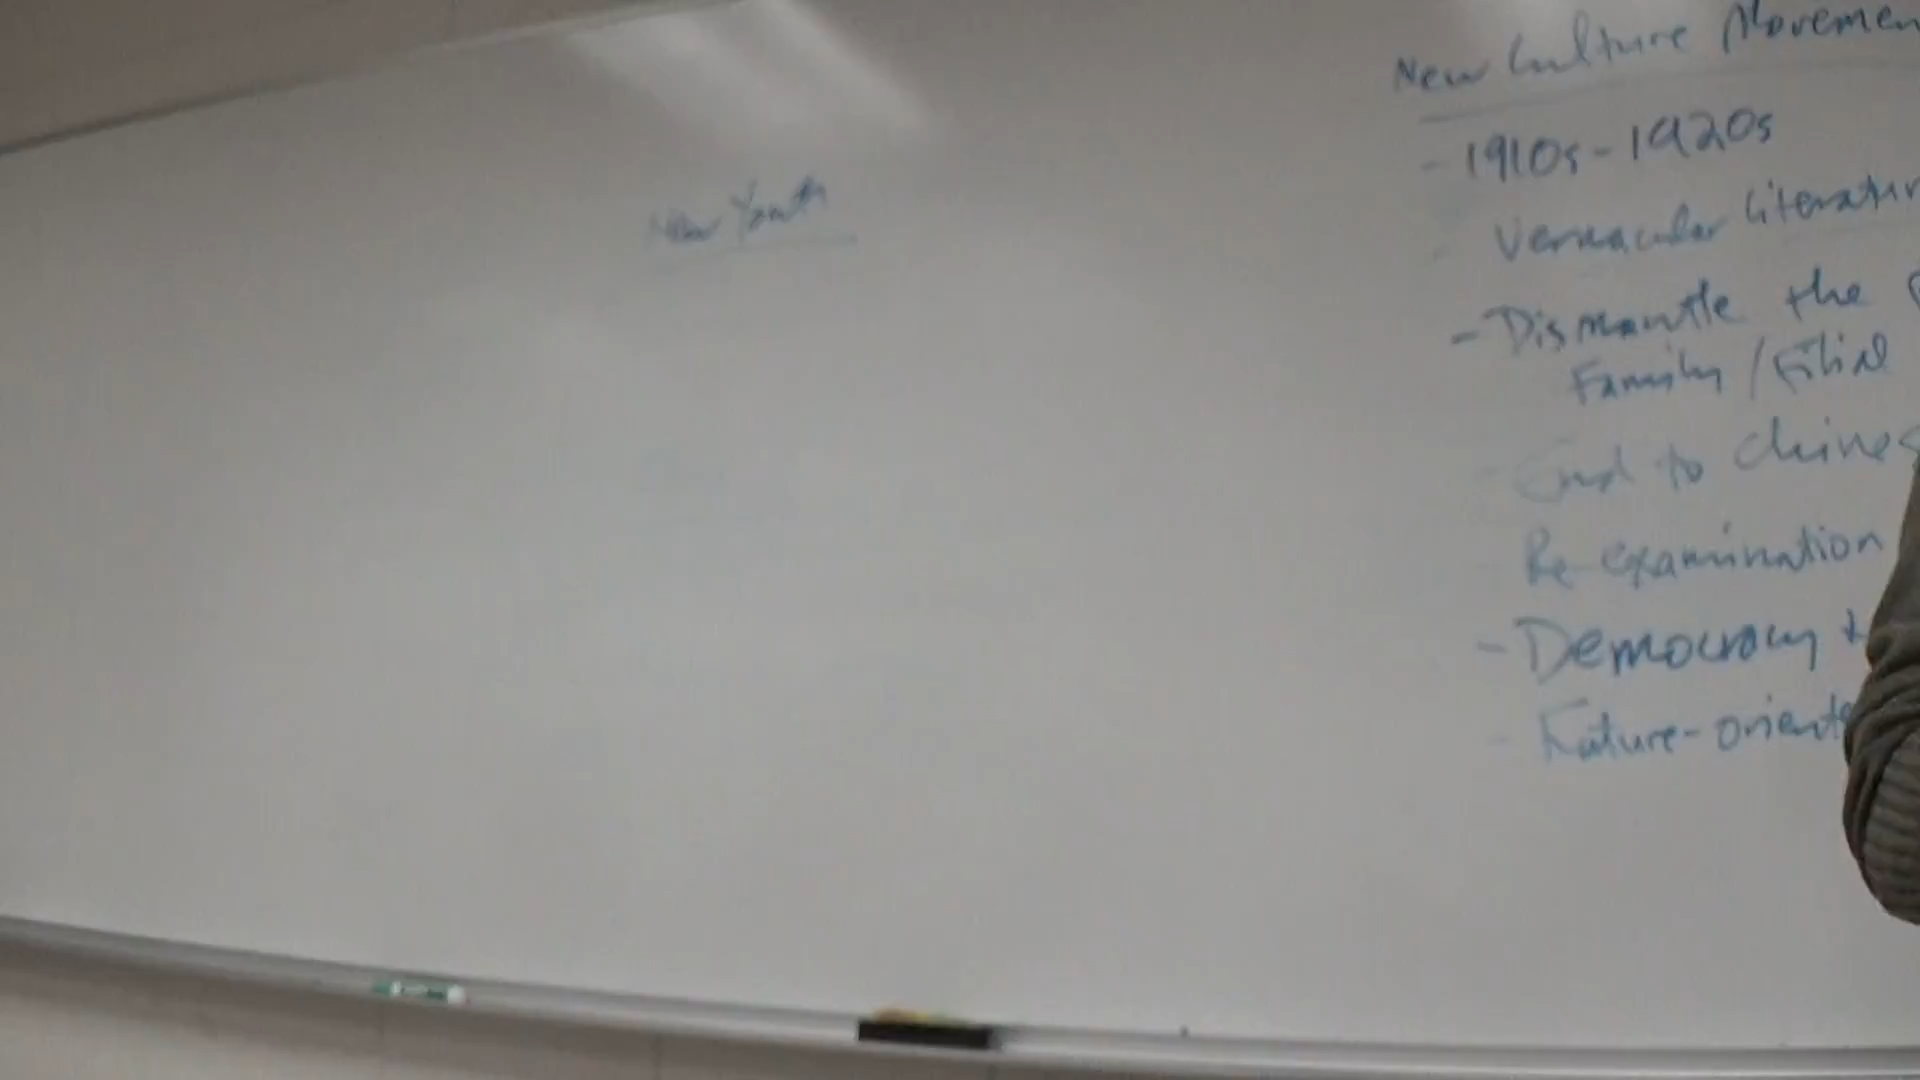 New Youth
New Culture Movemen
- 1910s - 1920s
- Vernacular Literatur
- Dismantle the
Family / Filial
- End to Chines
Re-examination
- Democracy +
- Future-oriente